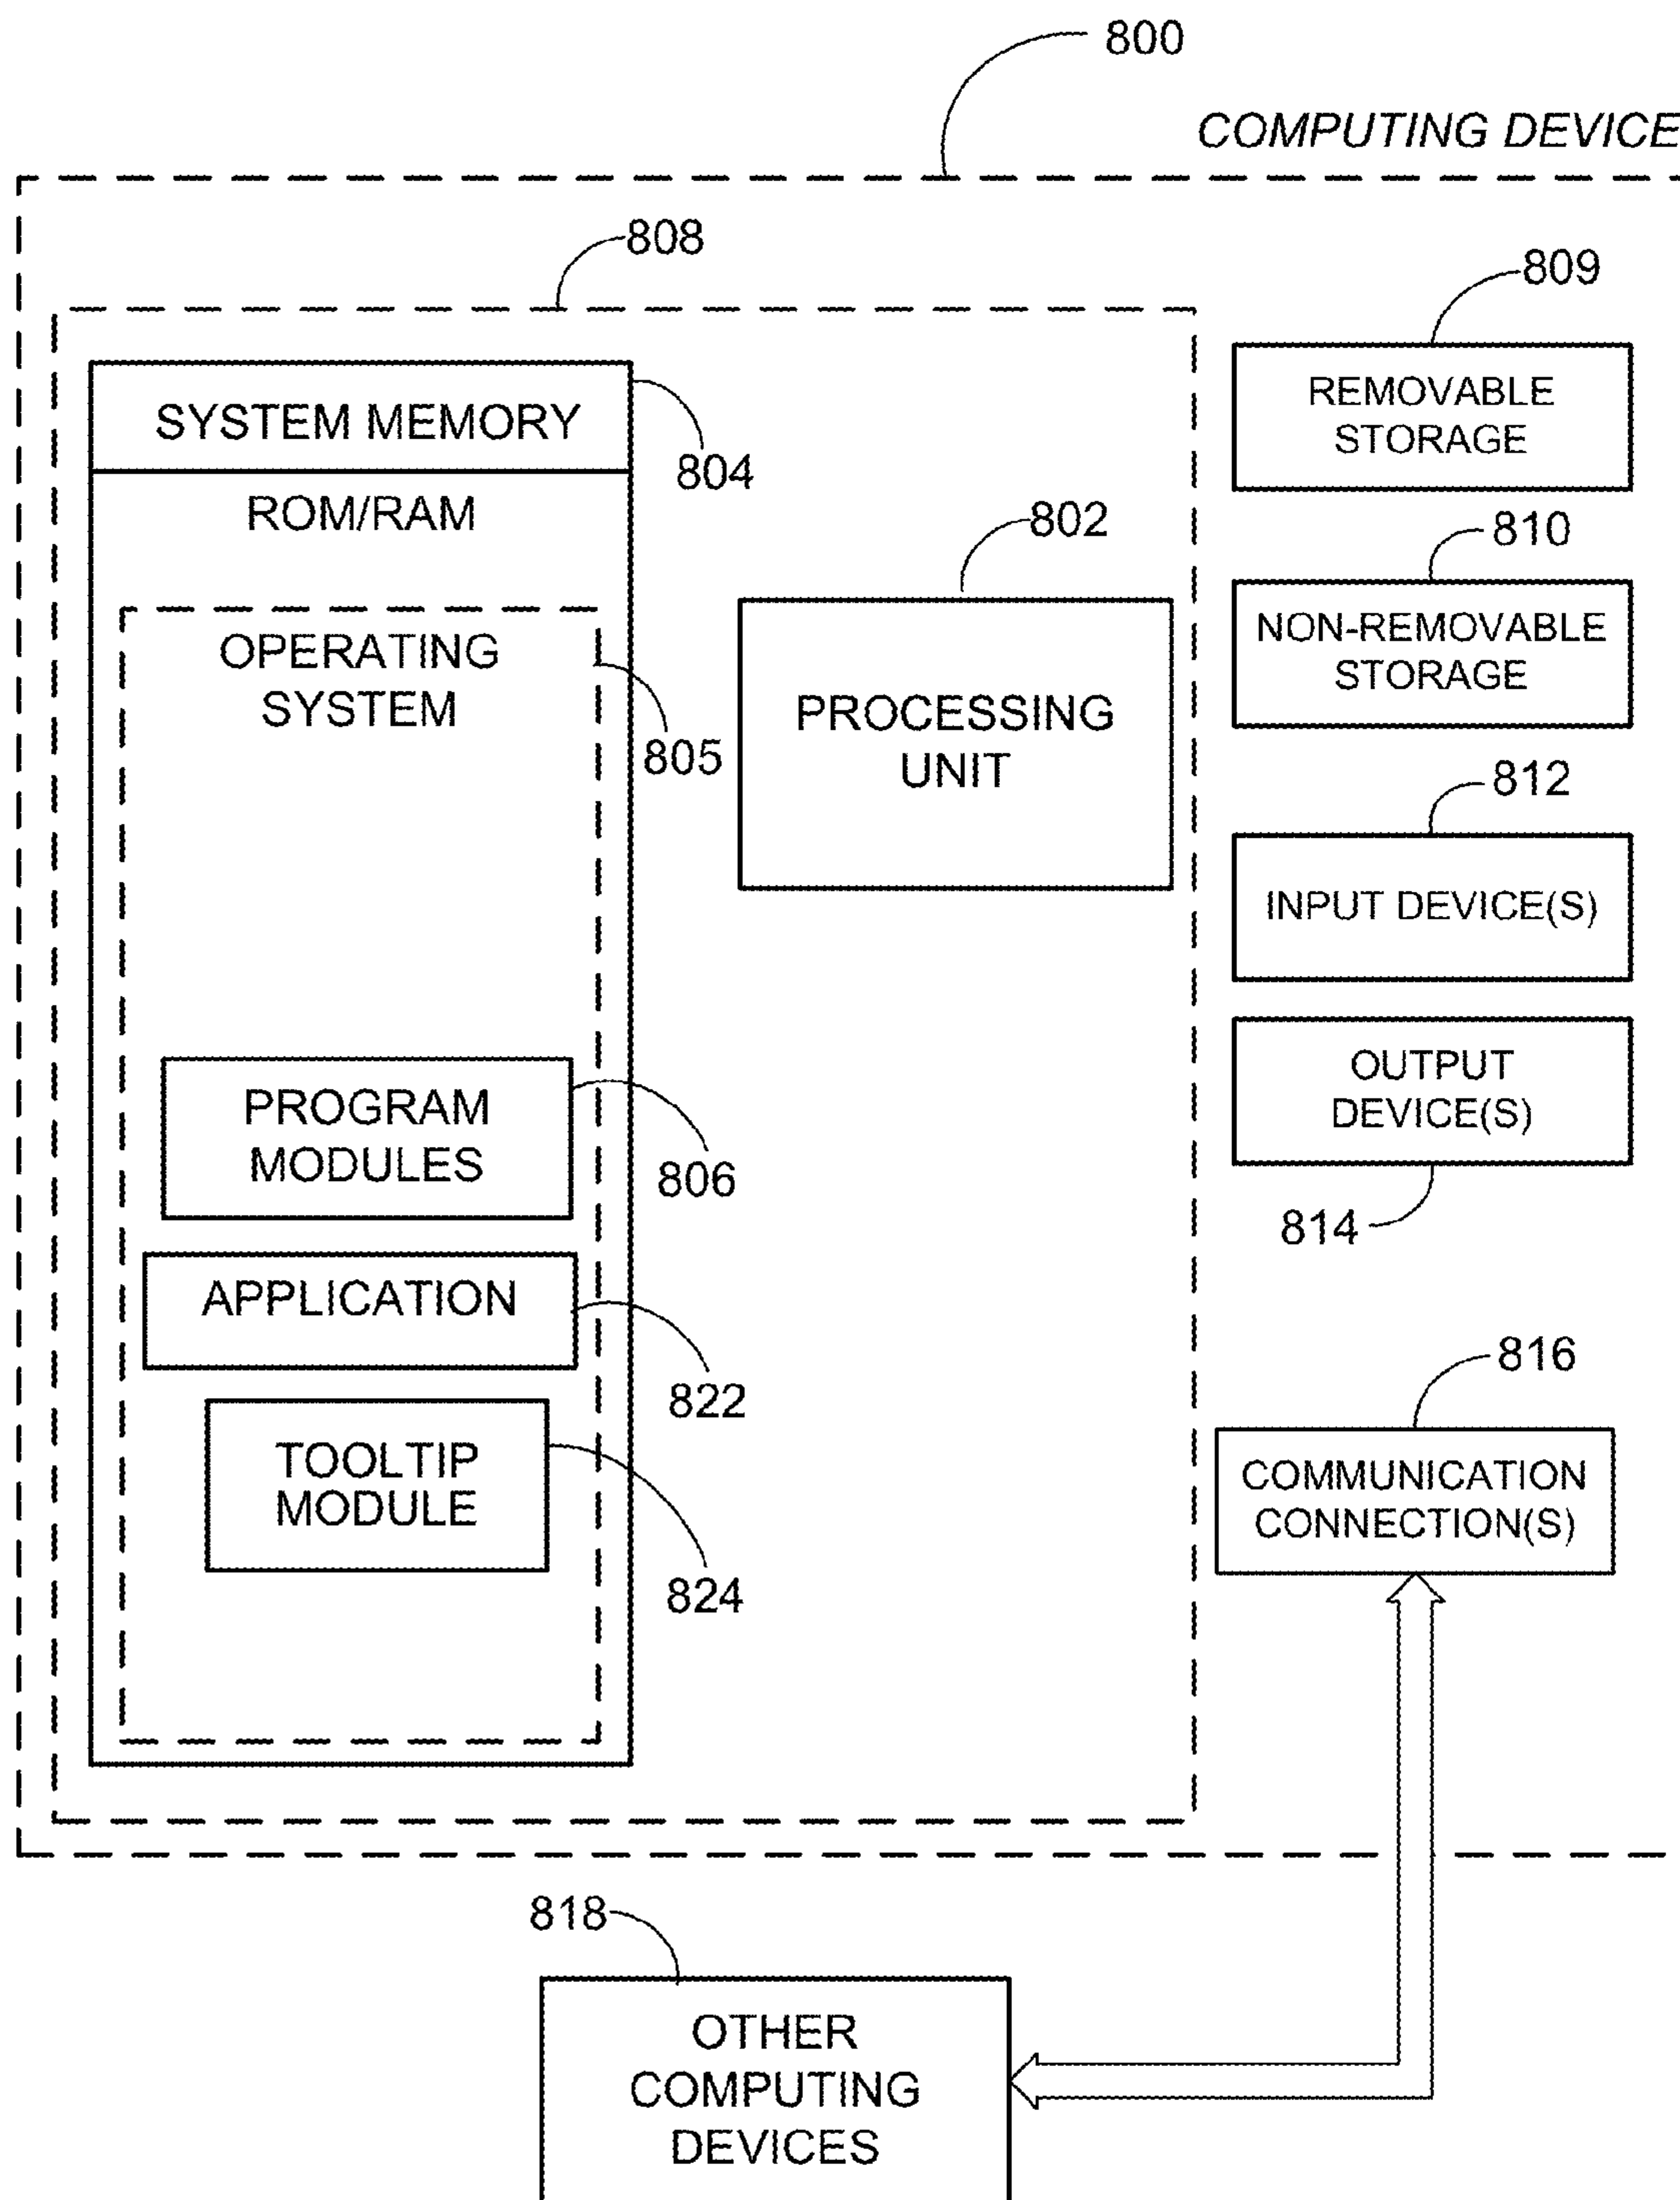 800
COMPUTING DEVICE
808
809
SYSTEM MEMORY
804
REMOVABLE
STORAGE
ROM/RAM
802
810
OPERATING
SYSTEM
805
PROCESSING
UNIT
NON-REMOVABLE
STORAGE
812
INPUT DEVICE(S)
PROGRAM
MODULES
806
OUTPUT
DEVICE(S)
814
APPLICATION
822
816
TOOLTIP
MODULE
824
COMMUNICATION
CONNECTION(S)
818
OTHER
COMPUTING
DEVICES